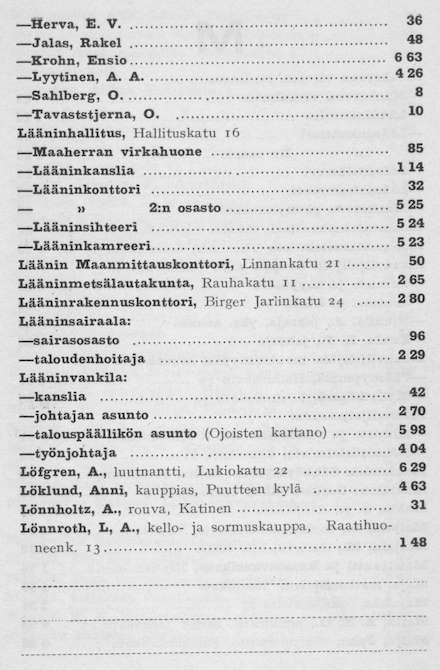 —Herva, E. V. 36
—Jalas, Rakel 48
—Krohn, Ensio 6 63
—Lyytinen, A. A. 4 26
—Sahlberg, O. 8
—Tavaststjerna, O. 10
Lääninhallitus, Hallituskatu 16
—Maaherran virkahuone 85
—Lääninkanslia 1 14
—Lääninkonttori 32
— » 2:n osasto 5 25
—Lääninsihteeri 5 24
—Lääninkamreeri 5 23
Läänin Maanmittauskonttori, Linnankatu 21 50
Lääninmetsälautakunta, Rauhakatu 11 2 65
Lääninrakennuskonttori, Birger Jarlinkatu 24 2 80
Lääninsairaala:
—sairasosasto 96
—taloudenhoitaja 2 29
Lääninvankila:
—kanslia 42
—johtajan asunto 2 70
—talouspäällikön asunto (Ojoisten kartano) 5 98
—työnjohtaja 4 04
Löfgren, A., luutnantti, Lukiokatu 22 6 29
Löklund, Anni, kauppias, Puutteen kylä 4 63
Lönnholtz, A., rouva, Katinen 31
Lönnroth, L, A., kello- ja sormuskauppa, Raatihuo-
neenk. 13 1 48